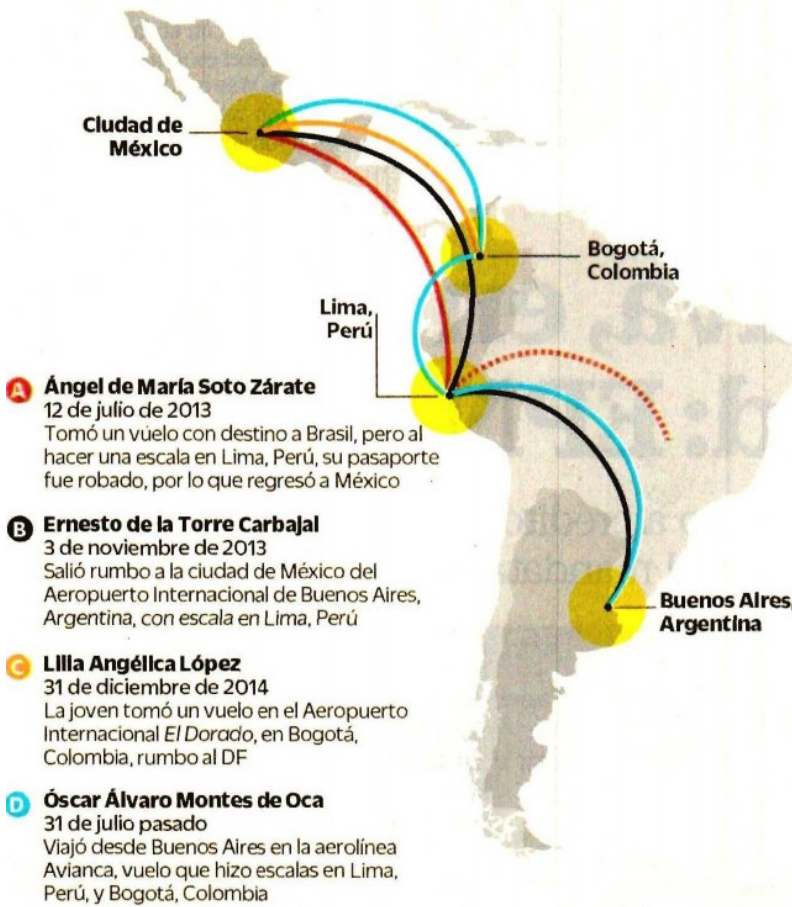 Ciudad de
México
Bogotá,
Colombia
Lima,
Perú
A Ángel de María Soto Zárate
12 de julio de 2013
Tomó un vuelo con destino a Brasil, pero al
hacer una escala en Lima, Perú, su pasaporte
fue robado, por lo que regresó a México
B Ernesto de la Torre Carbajal
3 de noviembre de 2013
Salió rumbo a la ciudad de México del
Aeropuerto Internacional de Buenos Aires,
Argentina, con escala en Lima, Perú
Buenos Aires,
Argentina
C Lilia Angélica López
31 de diciembre de 2014
La joven tomó un vuelo en el Aeropuerto
Internacional El Dorado, en Bogotá,
Colombia, rumbo al DF
D Óscar Álvaro Montes de Oca
31 de julio pasado
Viajó desde Buenos Aires en la aerolínea
Avianca, vuelo que hizo escalas en Lima,
Perú, y Bogotá, Colombia